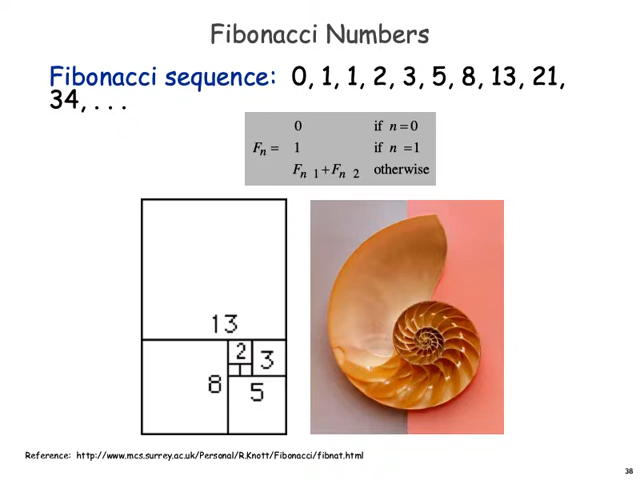 Fibonacci Numbers
Fibonacci sequence: 0, 1, 1, 2, 3, 5, 8, 13, 21,
34, . . .
0 if n = 0
Fn = 1 if n = 1
Fn 1 + Fn 2 otherwise
13
2
3
8
5
Reference: http://www.mcs.surrey.ac.uk/Personal/R.Knott/Fibonacci/fibnat.html
38